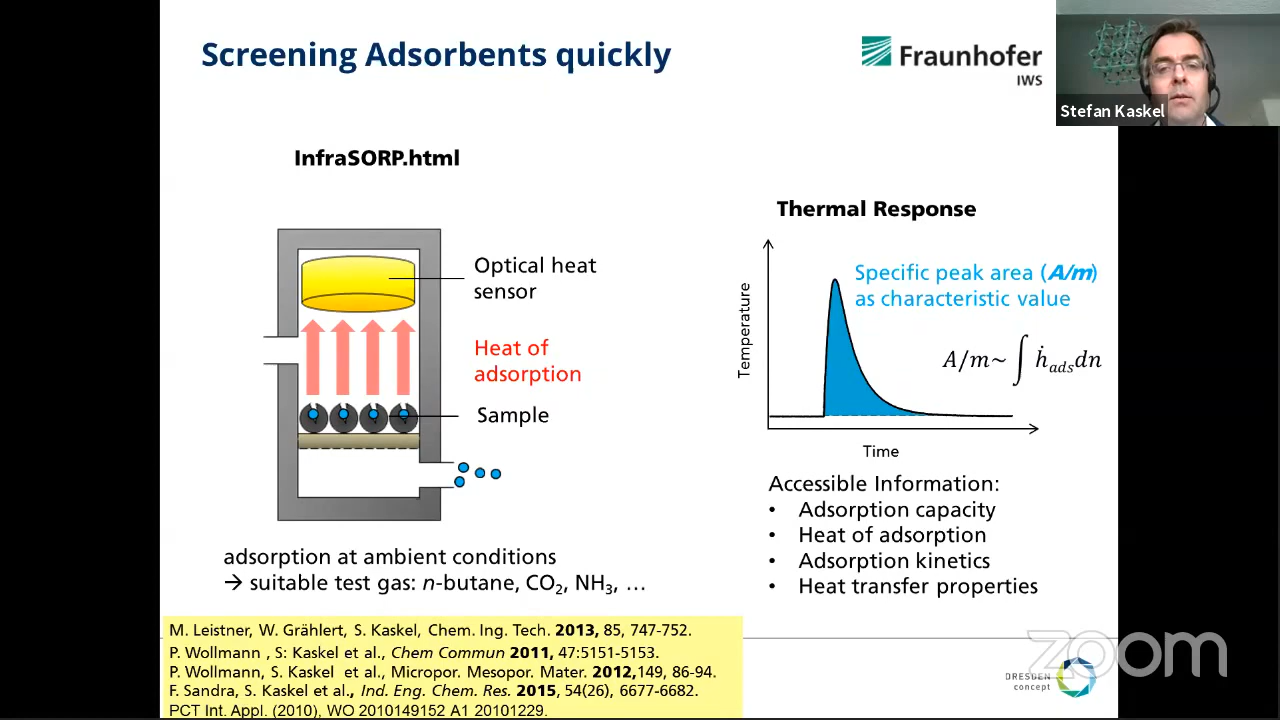 Screening Adsorbents quickly
Fraunhofer
IWS
Stefan Kaskel
InfraSORP.html
Optical heat
sensor
Heat of
adsorption
Sample
adsorption at ambient conditions
→ suitable test gas: n-butane, CO₂, NH₃, …
Thermal Response
Specific peak area (A/m)
as characteristic value
A/m~ ∫ ḣ_ads dn
Temperature
Time
Accessible Information:
• Adsorption capacity
• Heat of adsorption
• Adsorption kinetics
• Heat transfer properties
M. Leistner, W. Grählert, S. Kaskel, Chem. Ing. Tech. 2013, 85, 747-752.
P. Wollmann , S: Kaskel et al., Chem Commun 2011, 47:5151-5153.
P. Wollmann, S. Kaskel et al., Micropor. Mesopor. Mater. 2012,149, 86-94.
F. Sandra, S. Kaskel et al., Ind. Eng. Chem. Res. 2015, 54(26), 6677-6682.
PCT Int. Appl. (2010), WO 2010149152 A1 20101229.
DRESDEN
concept
zoom